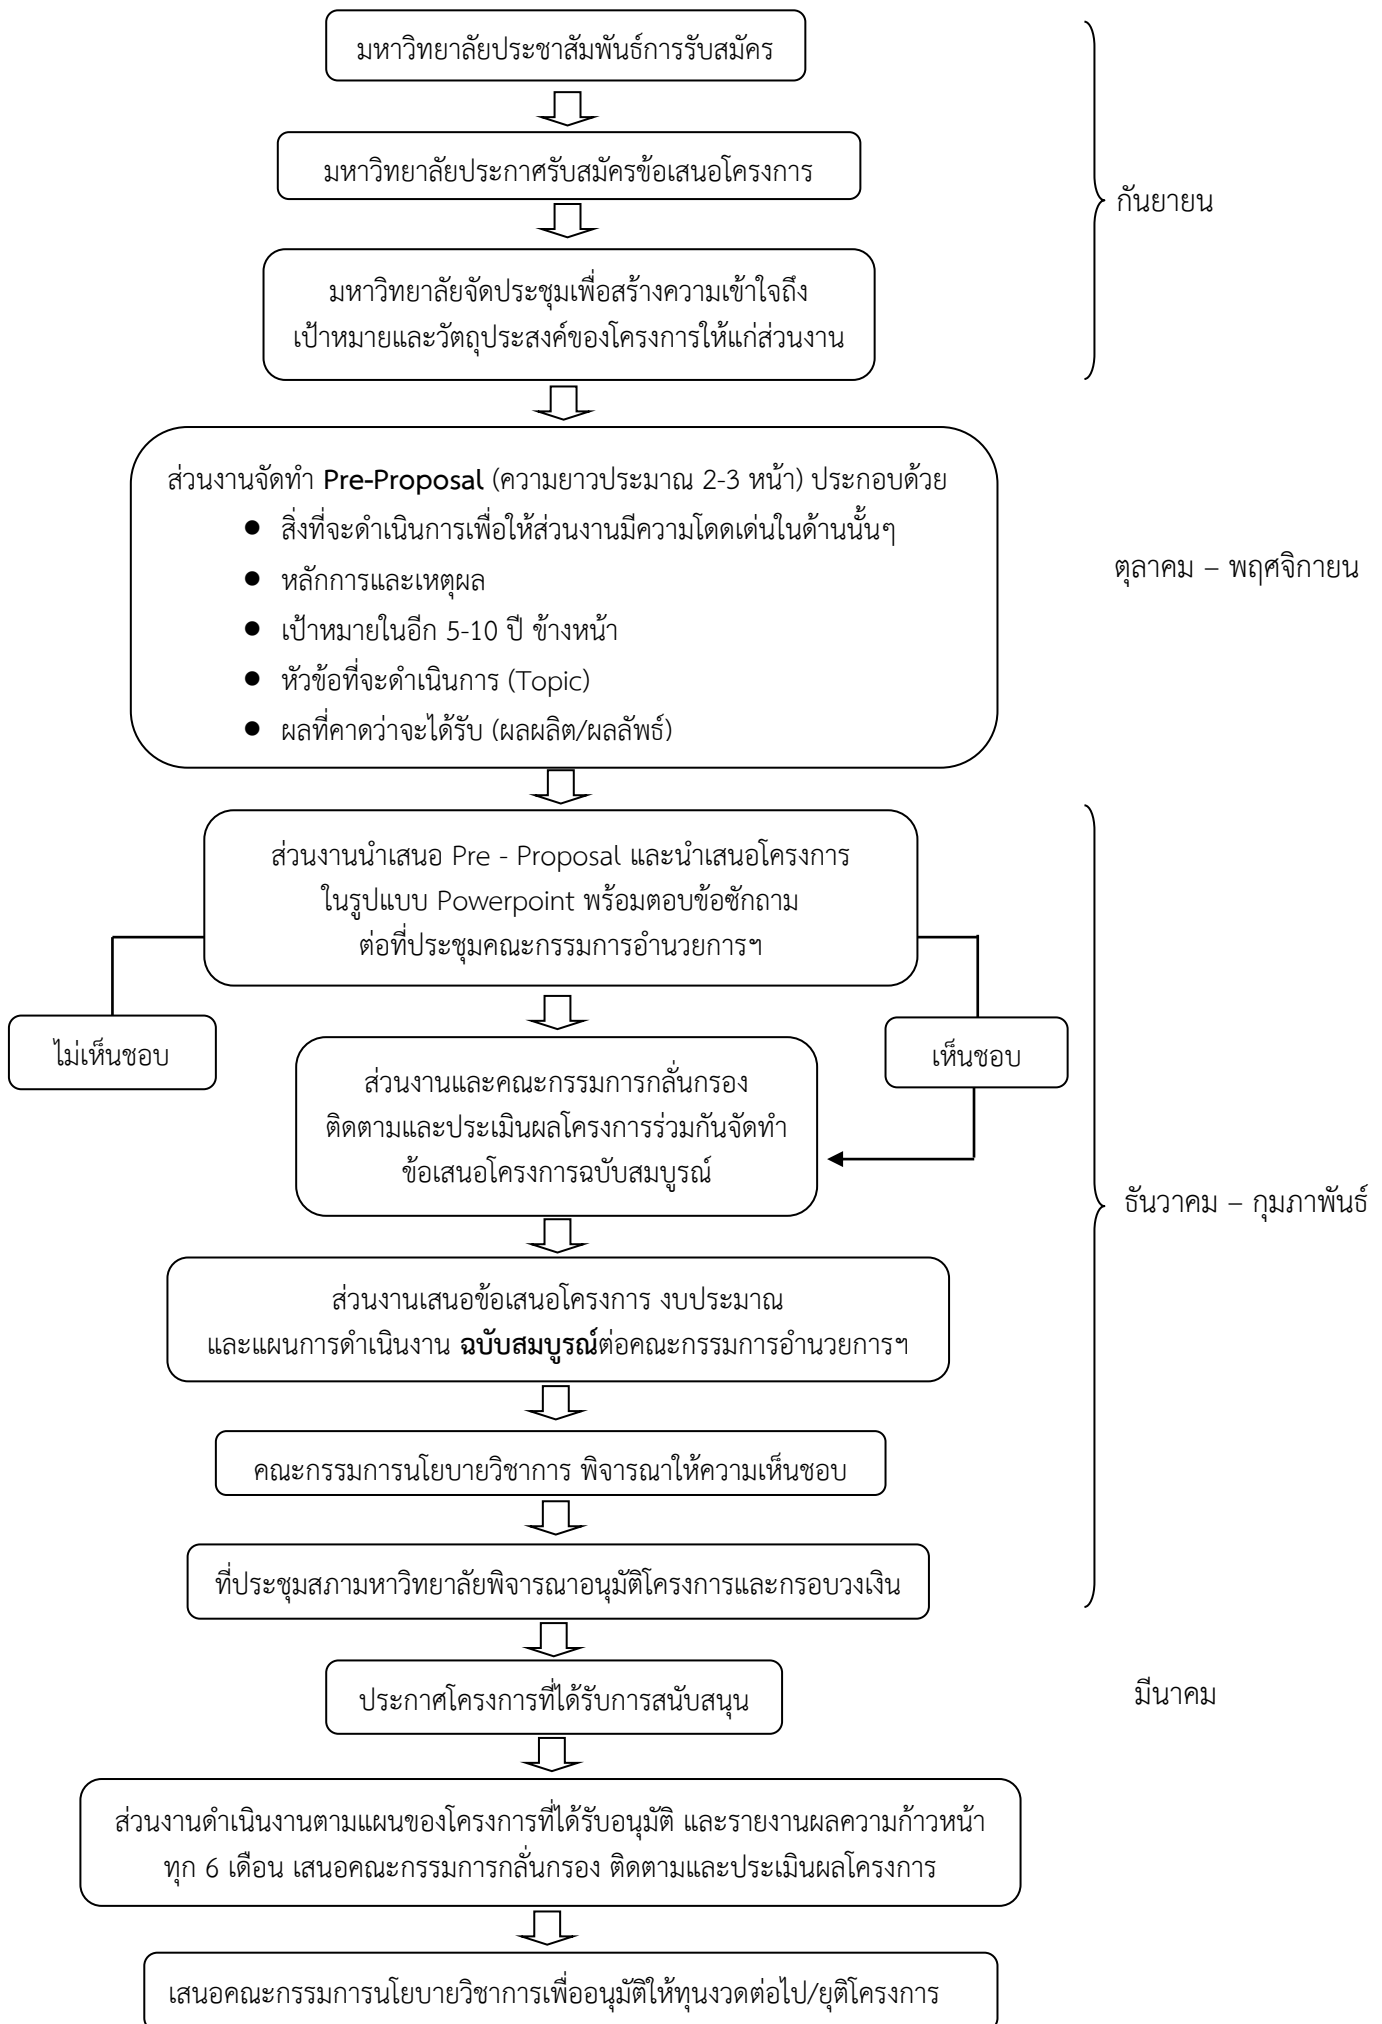 มหาวิทยาลัยประชาสัมพันธ์การรับสมัคร
มหาวิทยาลัยประกาศรับสมัครข้อเสนอโครงการ
กันยายน
มหาวิทยาลัยจัดประชุมเพื่อสร้างความเข้าใจถึง
เป้าหมายและวัตถุประสงค์ของโครงการให้แก่ส่วนงาน
ส่วนงานจัดทำ Pre-Proposal (ความยาวประมาณ 2-3 หน้า) ประกอบด้วย
● สิ่งที่จะดำเนินการเพื่อให้ส่วนงานมีความโดดเด่นในด้านนั้นๆ
● หลักการและเหตุผล
● เป้าหมายในอีก 5-10 ปี ข้างหน้า
● หัวข้อที่จะดำเนินการ (Topic)
● ผลที่คาดว่าจะได้รับ (ผลผลิต/ผลลัพธ์)
ตุลาคม – พฤศจิกายน
ส่วนงานนำเสนอ Pre - Proposal และนำเสนอโครงการ
ในรูปแบบ Powerpoint พร้อมตอบข้อซักถาม
ต่อที่ประชุมคณะกรรมการอำนวยการฯ
ไม่เห็นชอบ
เห็นชอบ
ส่วนงานและคณะกรรมการกลั่นกรอง
ติดตามและประเมินผลโครงการร่วมกันจัดทำ
ข้อเสนอโครงการฉบับสมบูรณ์
ธันวาคม – กุมภาพันธ์
ส่วนงานเสนอข้อเสนอโครงการ งบประมาณ
และแผนการดำเนินงาน ฉบับสมบูรณ์ต่อคณะกรรมการอำนวยการฯ
คณะกรรมการนโยบายวิชาการ พิจารณาให้ความเห็นชอบ
ที่ประชุมสภามหาวิทยาลัยพิจารณาอนุมัติโครงการและกรอบวงเงิน
ประกาศโครงการที่ได้รับการสนับสนุน
มีนาคม
ส่วนงานดำเนินงานตามแผนของโครงการที่ได้รับอนุมัติ และรายงานผลความก้าวหน้า
ทุก 6 เดือน เสนอคณะกรรมการกลั่นกรอง ติดตามและประเมินผลโครงการ
เสนอคณะกรรมการนโยบายวิชาการเพื่ออนุมัติให้ทุนงวดต่อไป/ยุติโครงการ